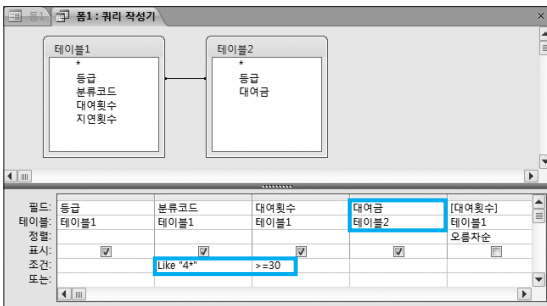 폼1 폼1 : 쿼리 작성기 ×
테이블1 테이블2
* *
등급 등급
분류코드 대여금
대여횟수
지연횟수
필드: 등급 분류코드 대여횟수 대여금 [대여횟수]
테이블: 테이블1 테이블1 테이블1 테이블2 테이블1
정렬: 오름차순
표시:
조건: Like "4*" >=30
또는: